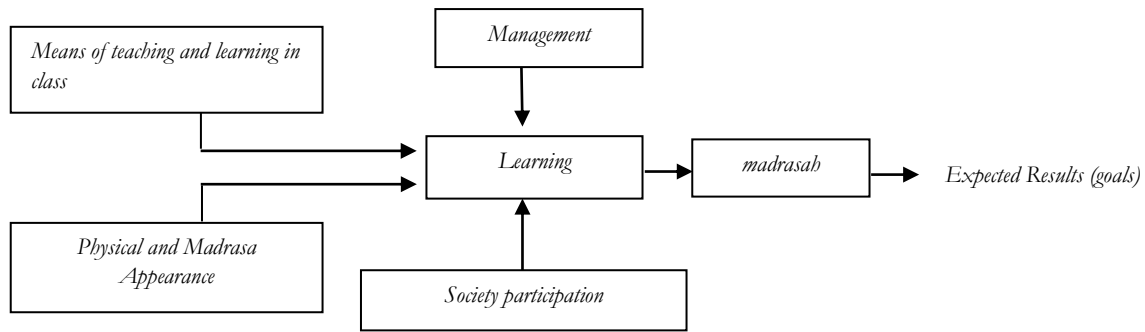 Means of teaching and learning in
class
Management
Learning
madrasah
Expected Results (goals)
Physical and Madrasa
Appearance
Society participation